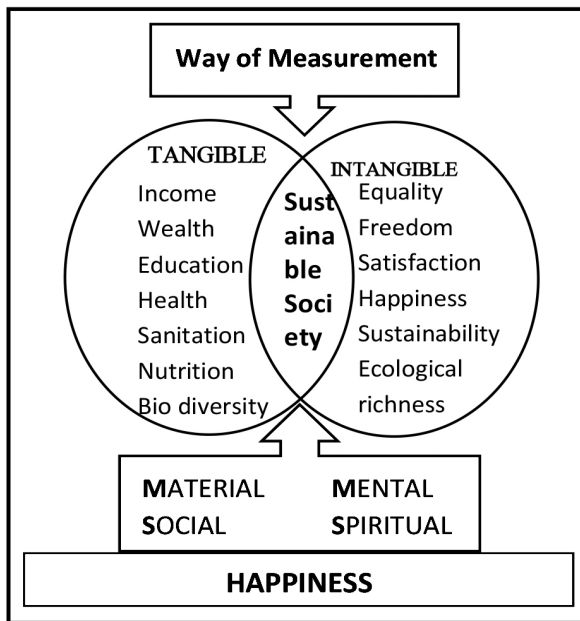 Way of Measurement
TANGIBLE
Income
Wealth
Education
Health
Sanitation
Nutrition
Bio diversity
Sust
aina
ble
Soci
ety
INTANGIBLE
Equality
Freedom
Satisfaction
Happiness
Sustainability
Ecological
richness
MATERIAL MENTAL
SOCIAL SPIRITUAL
HAPPINESS